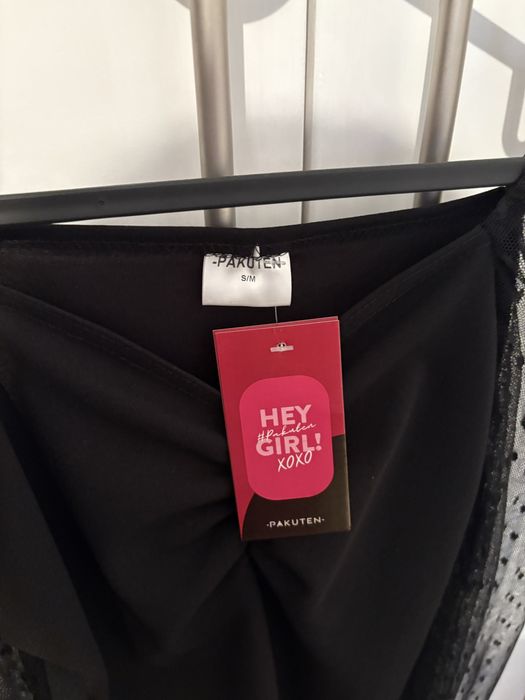 -PAKUTEN-
S/M
HEY
#Pakuten
GIRL!
XOXO
-PAKUTEN-